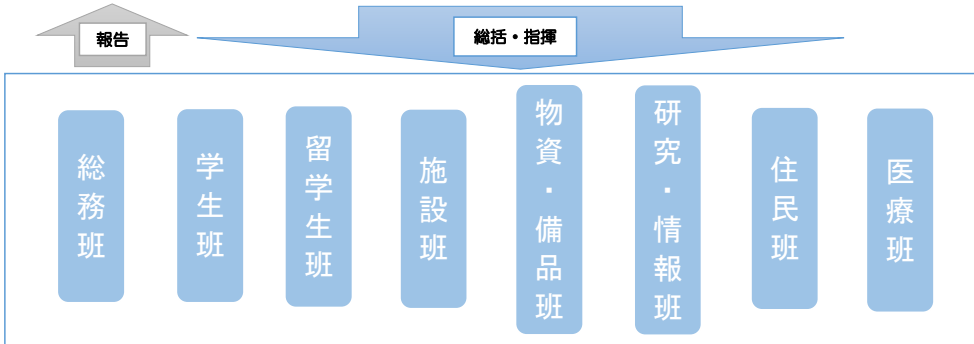 報告
総括・指揮
総務班
学生班
留学生班
施設班
物資・備品班
研究・情報班
住民班
医療班